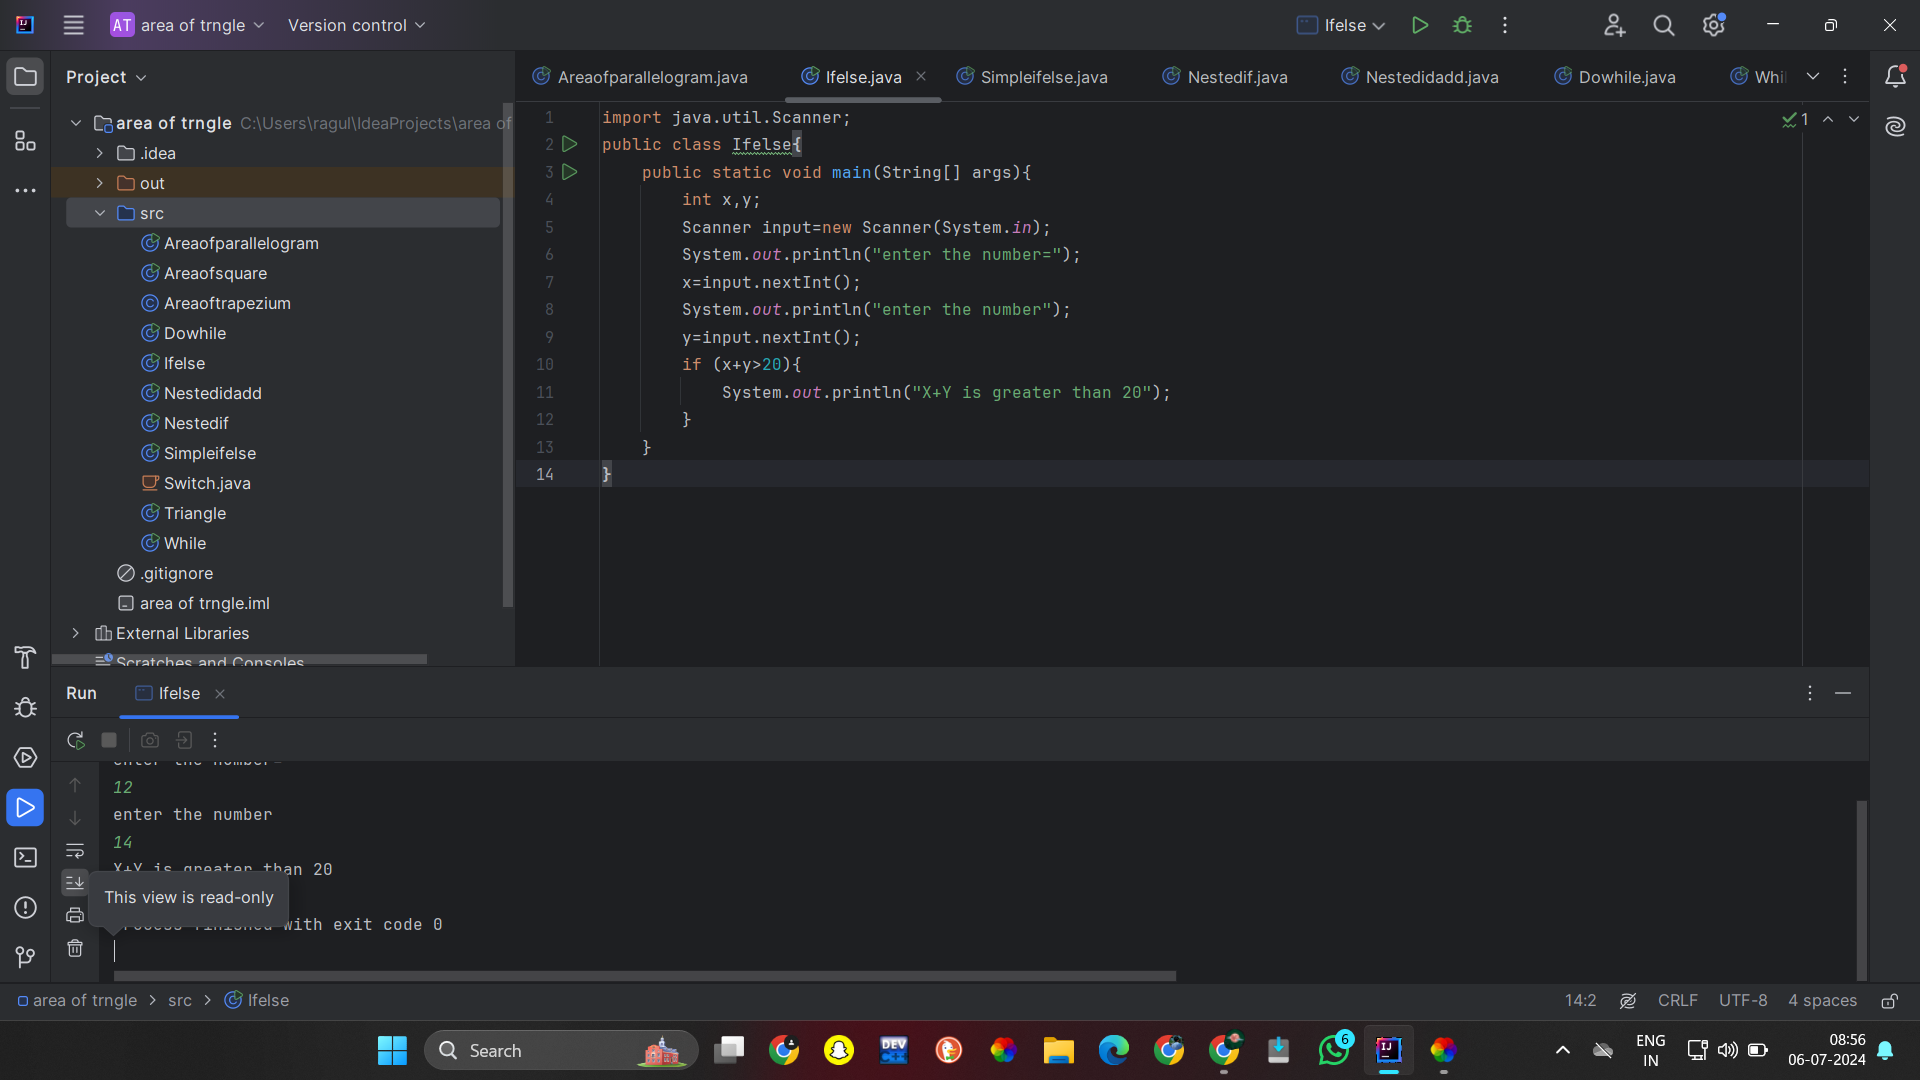 AT area of trngle Version control Ifelse
Project
area of trngle C:\Users\ragul\IdeaProjects\area of
.idea
out
src
Areaofparallelogram
Areaofsquare
Areaoftrapezium
Dowhile
Ifelse
Nestedidadd
Nestedif
Simpleifelse
Switch.java
Triangle
While
.gitignore
area of trngle.iml
External Libraries
Scratches and Consoles
Areaofparallelogram.java Ifelse.java Simpleifelse.java Nestedif.java Nestedidadd.java Dowhile.java Whil
1
1 import java.util.Scanner;
2 public class Ifelse{
3 public static void main(String[] args){
4 int x,y;
5 Scanner input=new Scanner(System.in);
6 System.out.println("enter the number=");
7 x=input.nextInt();
8 System.out.println("enter the number");
9 y=input.nextInt();
10 if (x+y>20){
11 System.out.println("X+Y is greater than 20");
12 }
13 }
14 }
Run Ifelse
enter the number=
12
enter the number
14
X+Y is greater than 20
This view is read-only
Process finished with exit code 0
area of trngle > src > Ifelse 14:2 CRLF UTF-8 4 spaces
Search DEV 6 ENG IN 08:56 06-07-2024